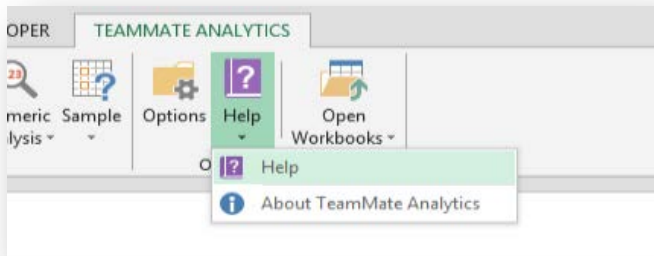 OPER TEAMMATE ANALYTICS
23
meric Sample Options Help Open
lysis Workbooks
O
Help
About TeamMate Analytics